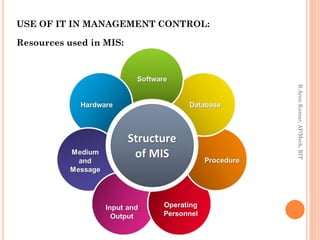 USE OF IT IN MANAGEMENT CONTROL:
Resources used in MIS:
Software
Database
Procedure
Operating
Personnel
Input and
Output
Medium
and
Message
Hardware
Structure
of MIS
R.Arun Kumar, AP/Mech, RIT